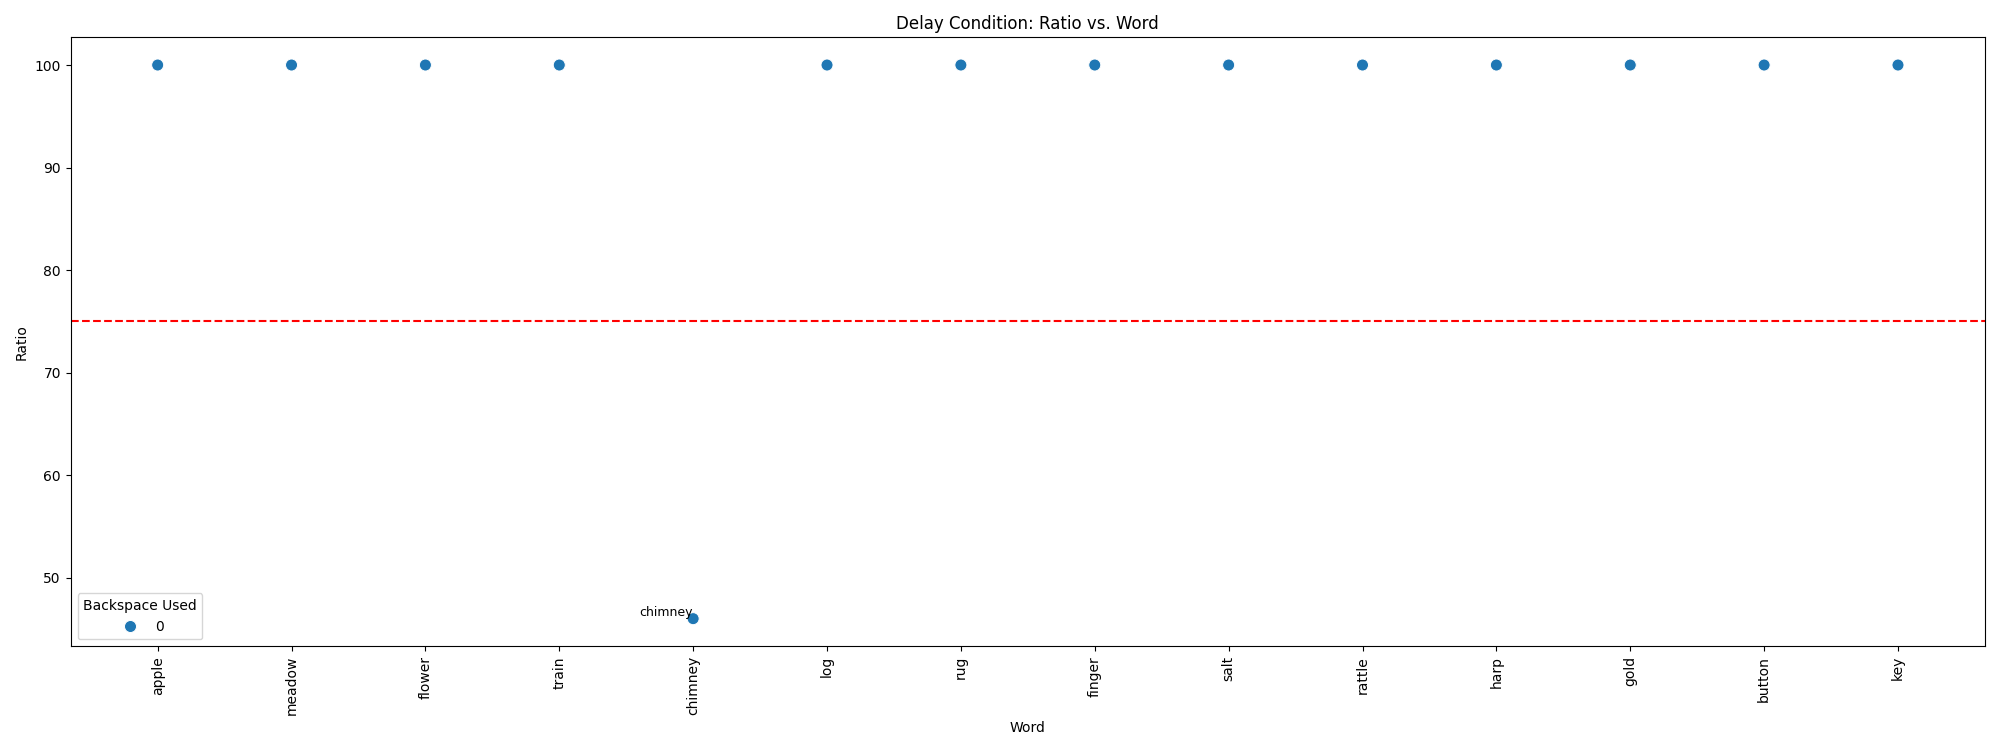 Delay Condition: Ratio vs. Word
100
90
80
70
60
50
Ratio
chimney
Backspace Used
0
apple
meadow
flower
train
chimney
log
rug
finger
salt
rattle
harp
gold
button
key
Word